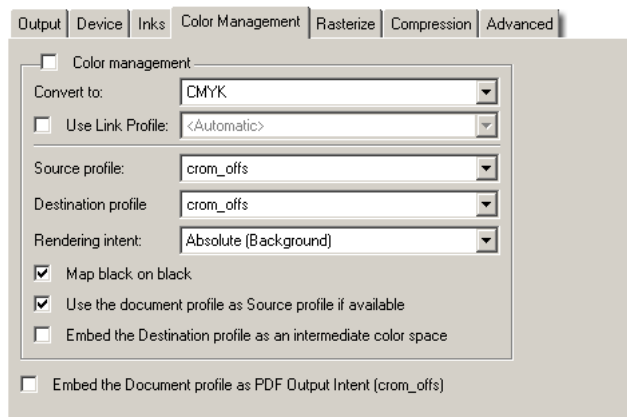 Output Device Inks Color Management Rasterize Compression Advanced
Color management
Convert to: CMYK
Use Link Profile: <Automatic>
Source profile: crom_offs
Destination profile crom_offs
Rendering intent: Absolute (Background)
Map black on black
Use the document profile as Source profile if available
Embed the Destination profile as an intermediate color space
Embed the Document profile as PDF Output Intent (crom_offs)